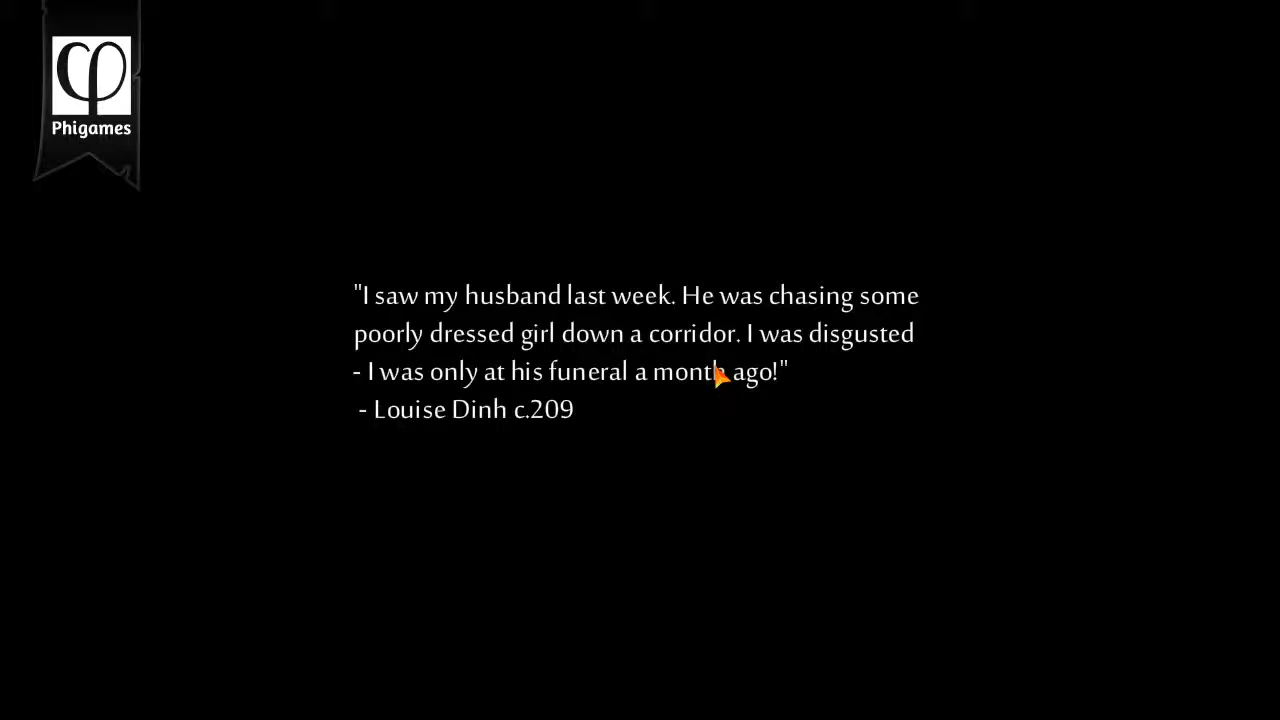 φ
Phigames
"I saw my husband last week. He was chasing some
poorly dressed girl down a corridor. I was disgusted
- I was only at his funeral a month ago!"
- Louise Dinh c.209